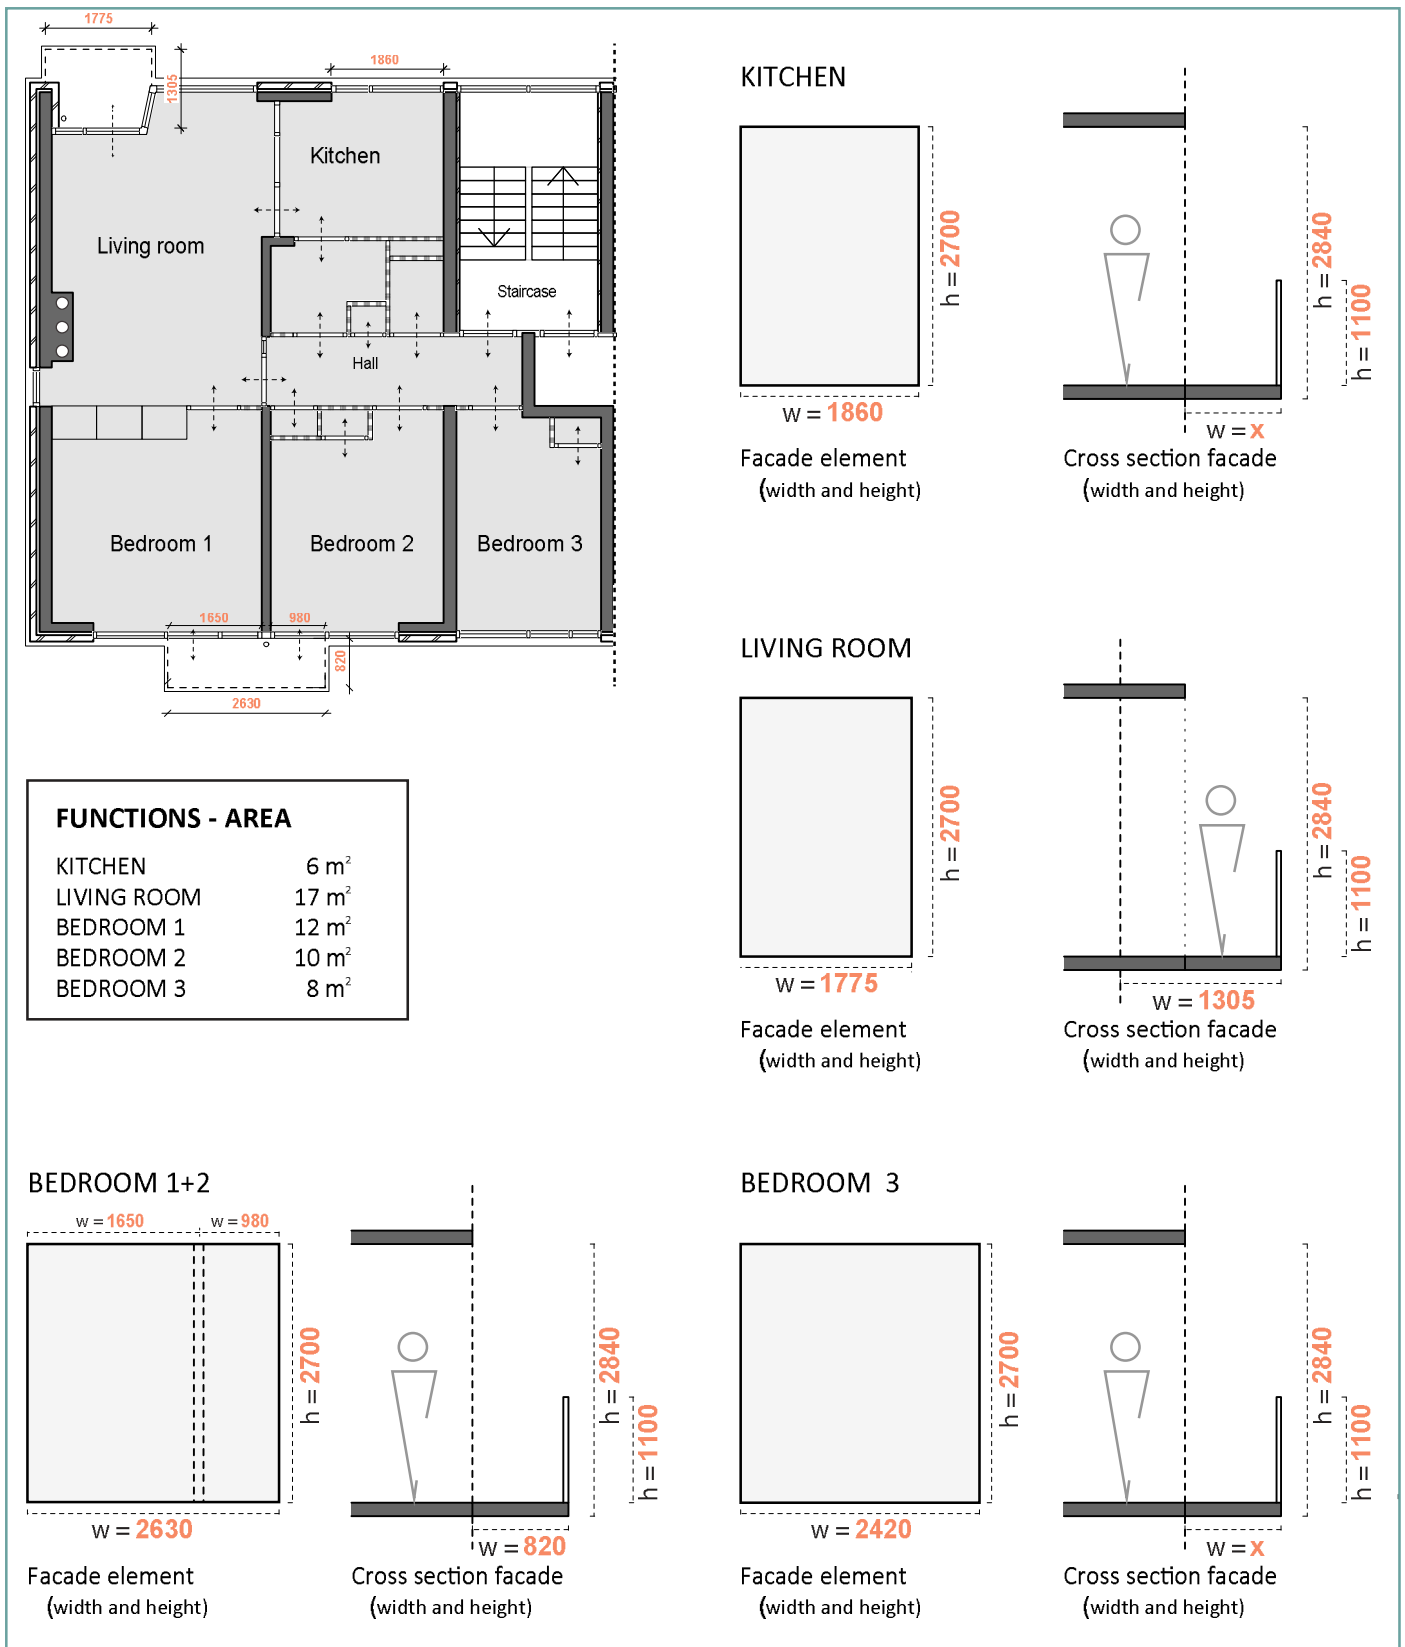 1775
1305
1860
Kitchen
Living room
Staircase
Hall
Bedroom 1
Bedroom 2
Bedroom 3
1650
980
820
2630
FUNCTIONS - AREA
KITCHEN 6 m²
LIVING ROOM 17 m²
BEDROOM 1 12 m²
BEDROOM 2 10 m²
BEDROOM 3 8 m²
KITCHEN
h = 2700
w = 1860
Facade element
(width and height)
h = 2840
h = 1100
w = x
Cross section facade
(width and height)
LIVING ROOM
h = 2700
w = 1775
Facade element
(width and height)
h = 2840
h = 1100
w = 1305
Cross section facade
(width and height)
BEDROOM 1+2
w = 1650
w = 980
h = 2700
w = 2630
Facade element
(width and height)
h = 2840
h = 1100
w = 820
Cross section facade
(width and height)
BEDROOM 3
h = 2700
w = 2420
Facade element
(width and height)
h = 2840
h = 1100
w = x
Cross section facade
(width and height)